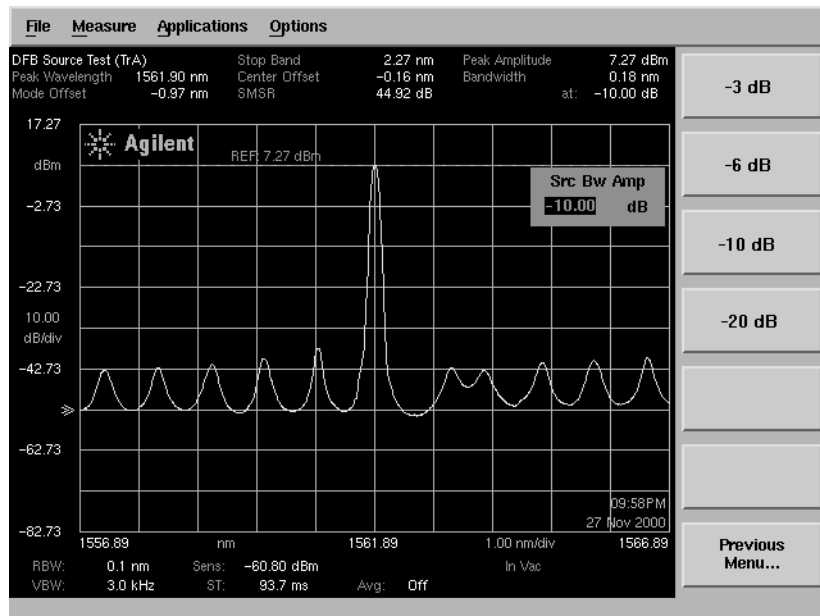 File Measure Applications Options
DFB Source Test (TrA) Stop Band 2.27 nm Peak Amplitude 7.27 dBm
Peak Wavelength 1561.90 nm Center Offset -0.16 nm Bandwidth 0.18 nm
Mode Offset -0.97 nm SMSR 44.92 dB at: -10.00 dB
17.27
Agilent
REF: 7.27 dBm
dBm
Src Bw Amp
-10.00 dB
-2.73
-22.73
10.00
dB/div
-42.73
-62.73
-82.73
09:58PM
27 Nov 2000
1556.89 nm 1561.89 1.00 nm/div 1566.89
RBW: 0.1 nm Sens: -60.80 dBm In Vac
VBW: 3.0 kHz ST: 93.7 ms Avg: Off
-3 dB
-6 dB
-10 dB
-20 dB
Previous
Menu...